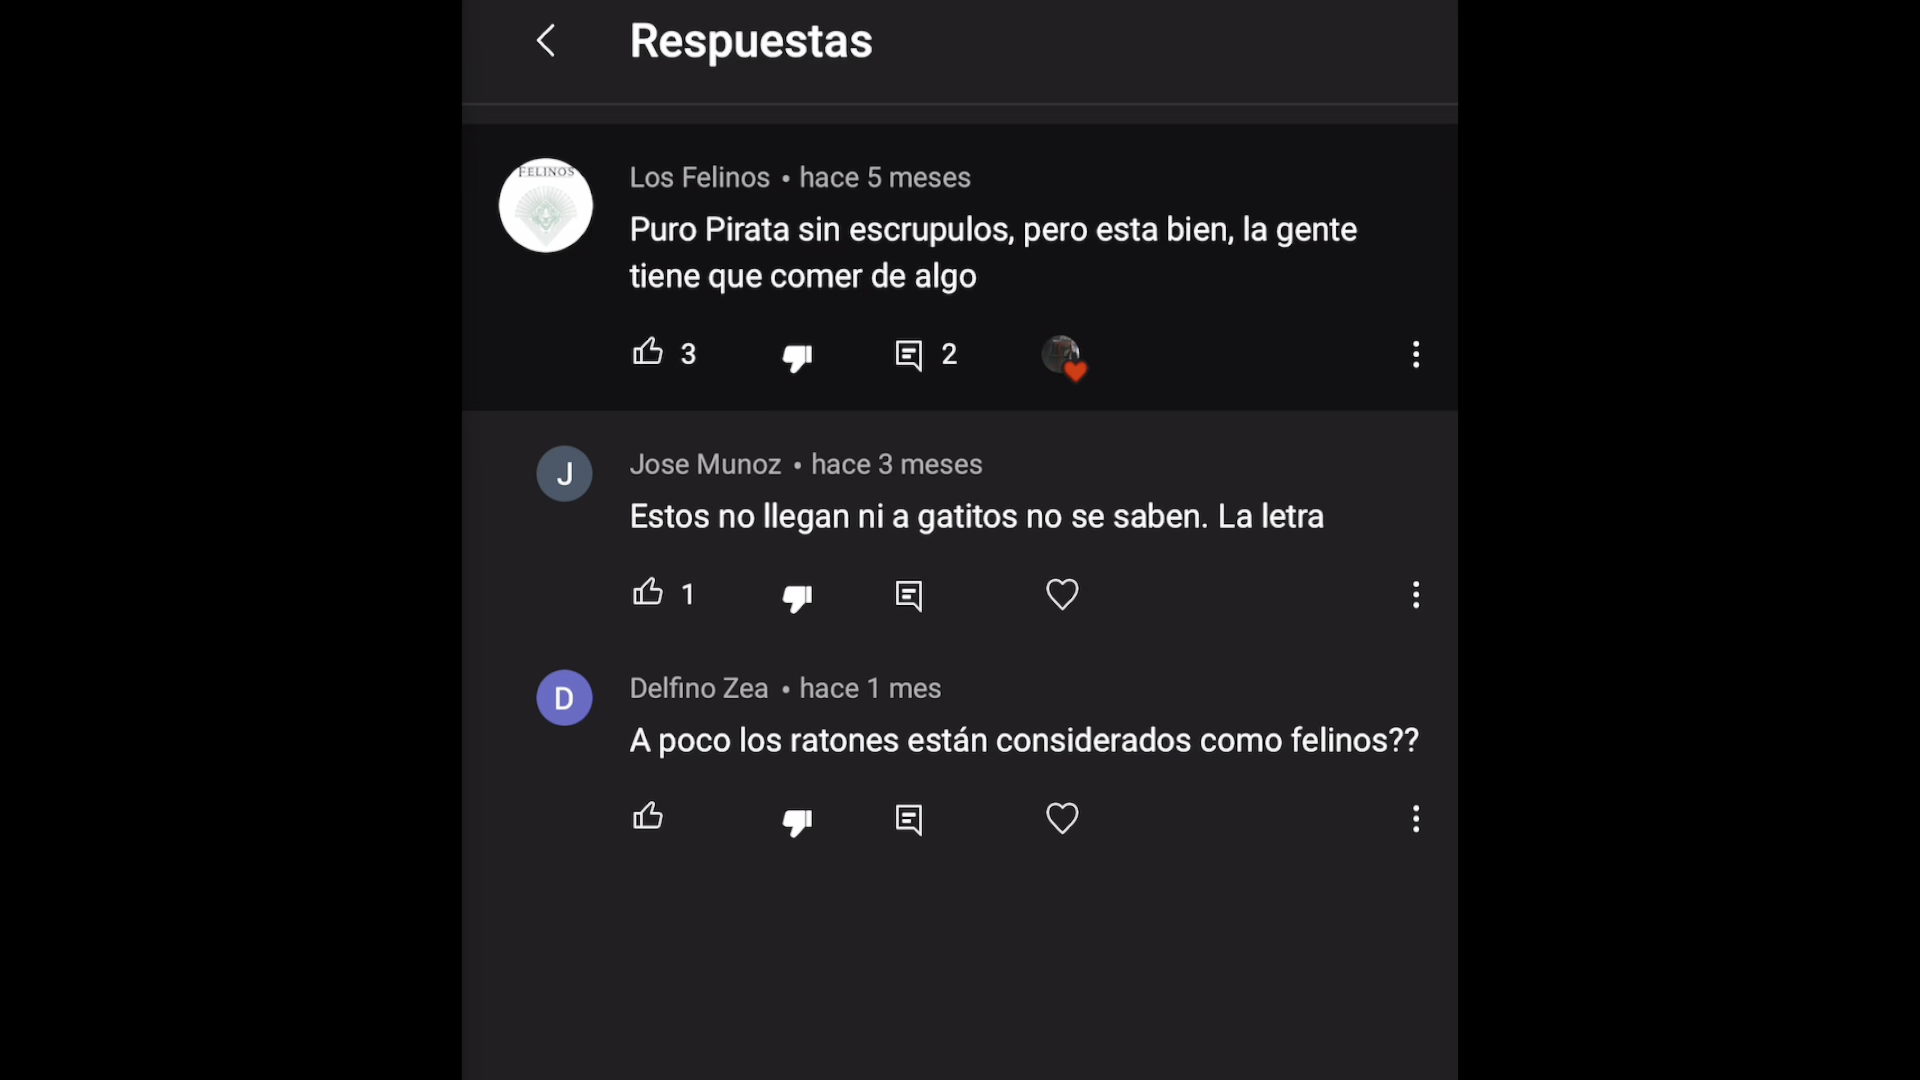 Respuestas
FELINOS
Los Felinos • hace 5 meses
Puro Pirata sin escrupulos, pero esta bien, la gente
tiene que comer de algo
3 2
J
Jose Munoz • hace 3 meses
Estos no llegan ni a gatitos no se saben. La letra
1
D
Delfino Zea • hace 1 mes
A poco los ratones están considerados como felinos??